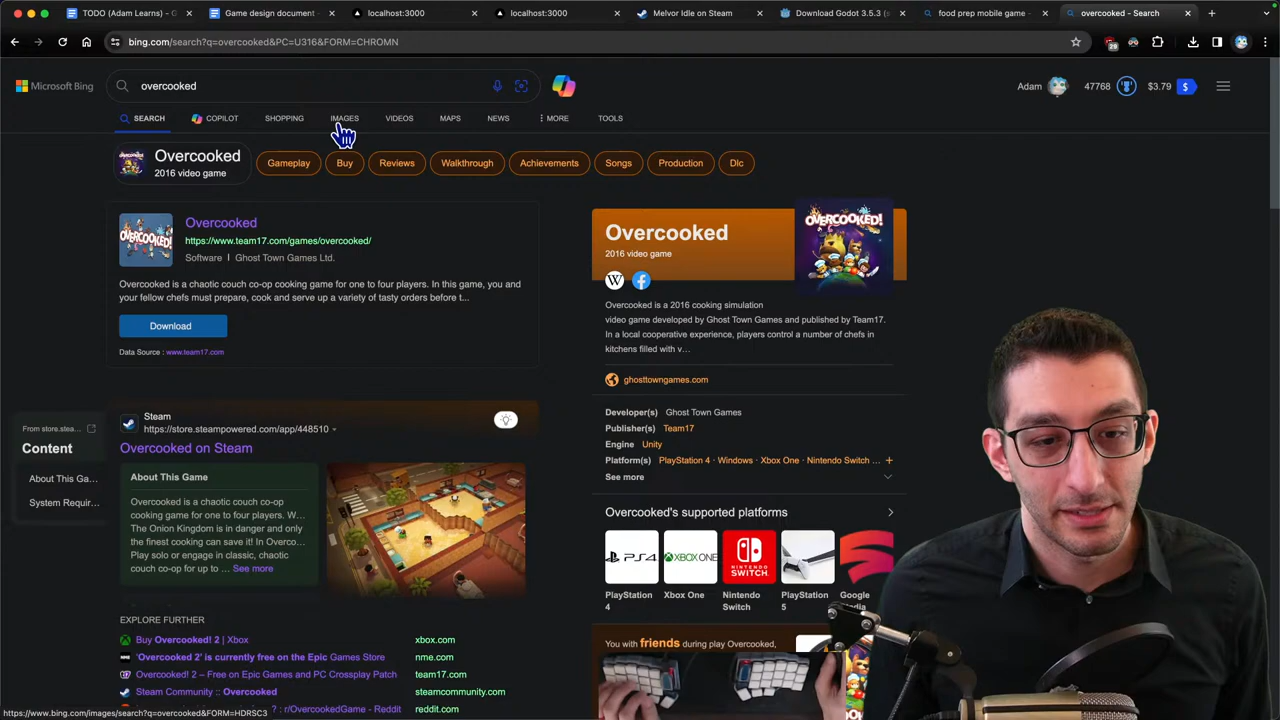 TODO (Adam Learns) - G
Game design document -
localhost:3000
localhost:3000
Melvor Idle on Steam
Download Godot 3.5.3 (s
food prep mobile game -
overcooked - Search
bing.com/search?q=overcooked&PC=U316&FORM=CHROMN
29
Microsoft Bing
overcooked
Adam
47768
$3.79
$
SEARCH
COPILOT
SHOPPING
IMAGES
VIDEOS
MAPS
NEWS
MORE
TOOLS
OVERCOOKED!
Overcooked
2016 video game
Gameplay
Buy
Reviews
Walkthrough
Achievements
Songs
Production
Dlc
OVERCOOKED!
Overcooked
https://www.team17.com/games/overcooked/
Software | Ghost Town Games Ltd.
Overcooked is a chaotic couch co-op cooking game for one to four players. In this game, you and
your fellow chefs must prepare, cook and serve up a variety of tasty orders before t...
Download
Data Source : www.team17.com
From store.stea...
Content
About This Ga...
System Requir...
Steam
https://store.steampowered.com/app/448510
Overcooked on Steam
About This Game
Overcooked is a chaotic couch co-op
cooking game for one to four players. W...
The Onion Kingdom is in danger and only
the finest cooking can save it! In Overco...
Play solo or engage in classic, chaotic
couch co-op for up to ... See more
EXPLORE FURTHER
Buy Overcooked! 2 | Xbox
xbox.com
'Overcooked 2' is currently free on the Epic Games Store
nme.com
Overcooked! 2 – Free on Epic Games and PC Crossplay Patch
team17.com
Steam Community :: Overcooked
steamcommunity.com
: r/OvercookedGame - Reddit
reddit.com
https://www.bing.com/images/search?q=overcooked&FORM=HDRSC3
Overcooked
2016 video game
OVERCOOKED!
W
Overcooked is a 2016 cooking simulation
video game developed by Ghost Town Games and published by Team17.
In a local cooperative experience, players control a number of chefs in
kitchens filled with v…
ghosttowngames.com
Developer(s) Ghost Town Games
Publisher(s) Team17
Engine Unity
Platform(s) PlayStation 4 · Windows · Xbox One · Nintendo Switch ...
See more
Overcooked's supported platforms
PS4
XBOX ONE
NINTENDO
SWITCH
PlayStation
4
Xbox One
Nintendo
Switch
PlayStation
5
Google
You with friends during play Overcooked,